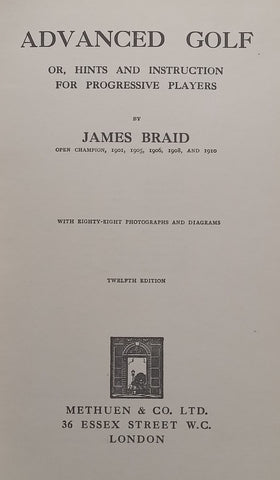 ADVANCED GOLF
OR, HINTS AND INSTRUCTION
FOR PROGRESSIVE PLAYERS
BY
JAMES BRAID
OPEN CHAMPION, 1901, 1905, 1906, 1908, AND 1910
WITH EIGHTY-EIGHT PHOTOGRAPHS AND DIAGRAMS
TWELFTH EDITION
METHUEN & CO. LTD.
36 ESSEX STREET W.C.
LONDON